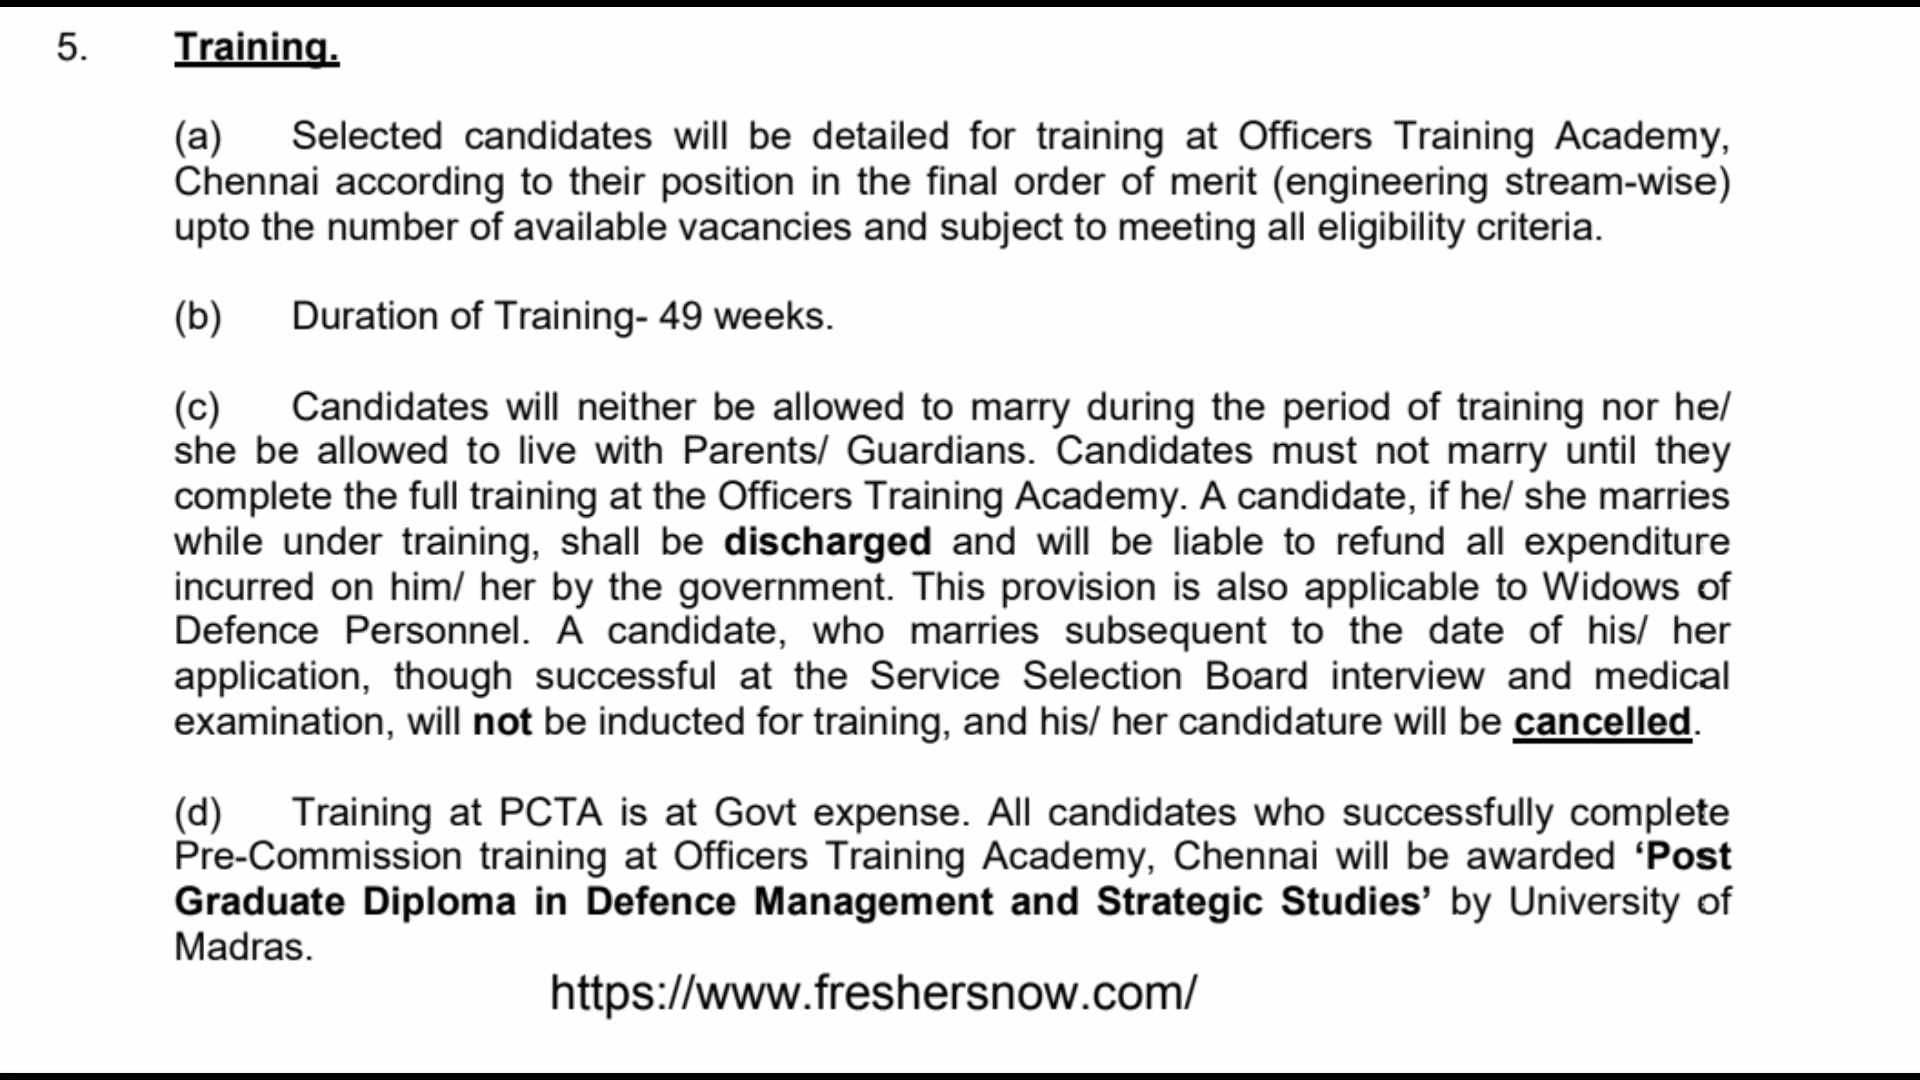 5. Training.
(a) Selected candidates will be detailed for training at Officers Training Academy,
Chennai according to their position in the final order of merit (engineering stream-wise)
upto the number of available vacancies and subject to meeting all eligibility criteria.
(b) Duration of Training- 49 weeks.
(c) Candidates will neither be allowed to marry during the period of training nor he/
she be allowed to live with Parents/ Guardians. Candidates must not marry until they
complete the full training at the Officers Training Academy. A candidate, if he/ she marries
while under training, shall be discharged and will be liable to refund all expenditure
incurred on him/ her by the government. This provision is also applicable to Widows of
Defence Personnel. A candidate, who marries subsequent to the date of his/ her
application, though successful at the Service Selection Board interview and medical
examination, will not be inducted for training, and his/ her candidature will be cancelled.
(d) Training at PCTA is at Govt expense. All candidates who successfully complete
Pre-Commission training at Officers Training Academy, Chennai will be awarded ‘Post
Graduate Diploma in Defence Management and Strategic Studies’ by University of
Madras.
https://www.freshersnow.com/